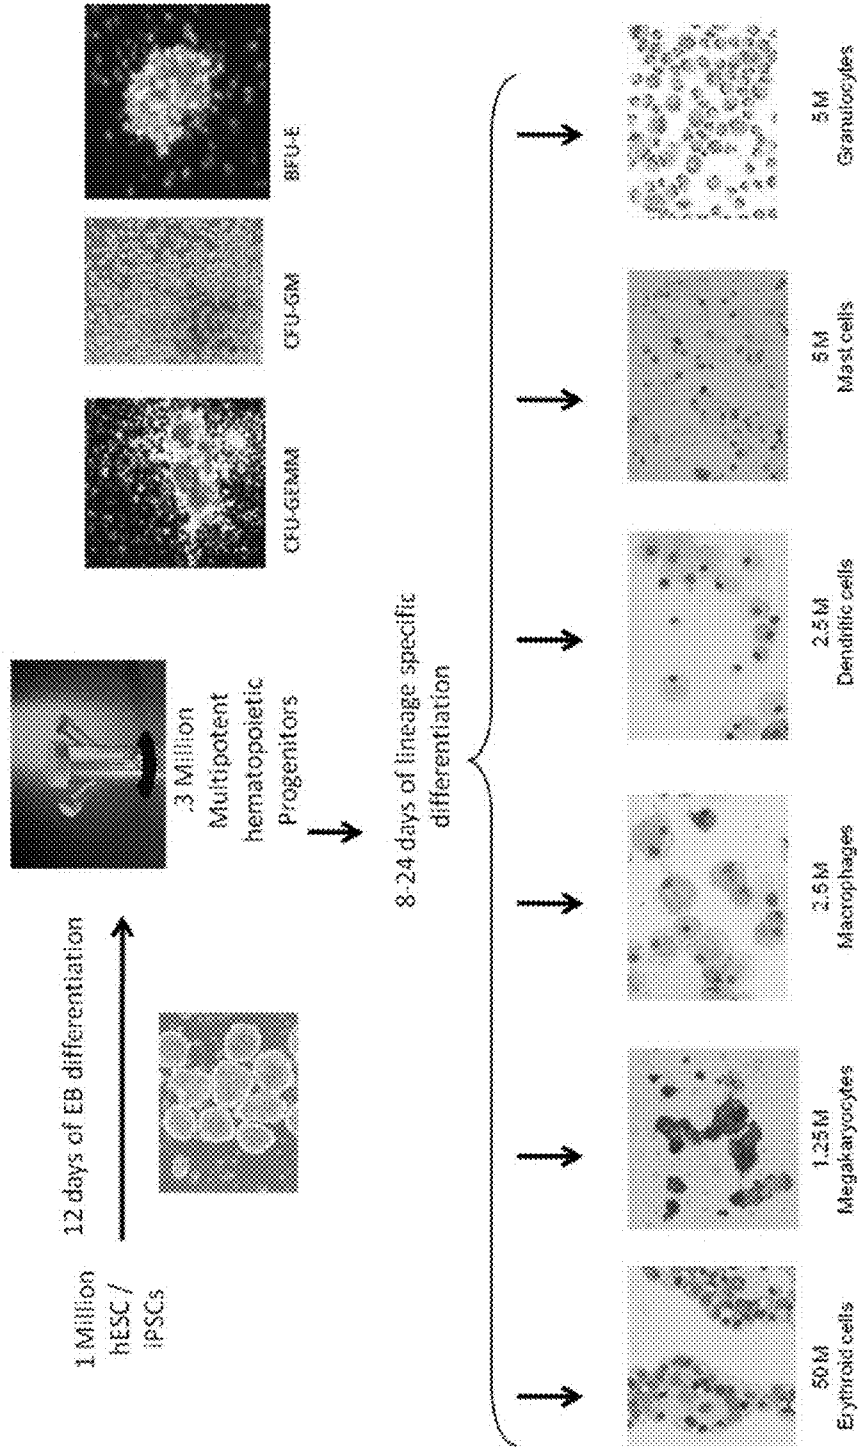 1 Million
hESC /
iPSCs
12 days of EB differentiation
.3 Million
Multipotent
hematopoietic
Progenitors
CFU-GEMM
CFU-GM
BFU-E
8-24 days of lineage specific
differentiation
50 M
Erythroid cells
1.25 M
Megakaryocytes
2.5 M
Macrophages
2.5 M
Dendritic cells
5 M
Mast cells
5 M
Granulocytes